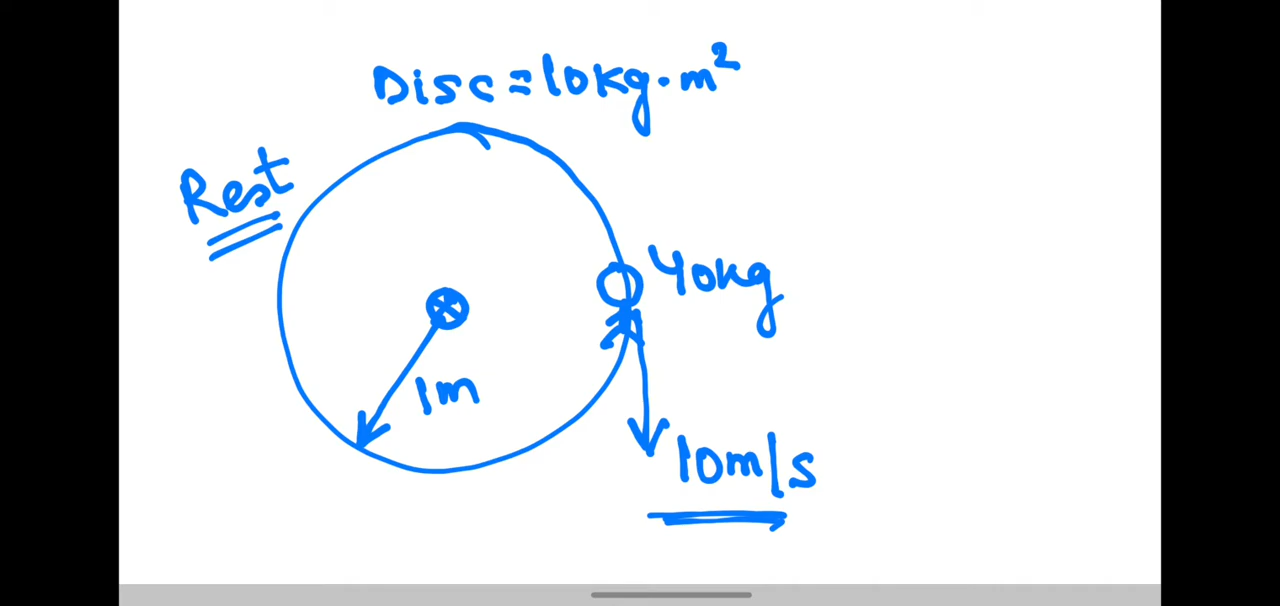 Disc = 10kg·m²
Rest
40kg
1m
10m/s